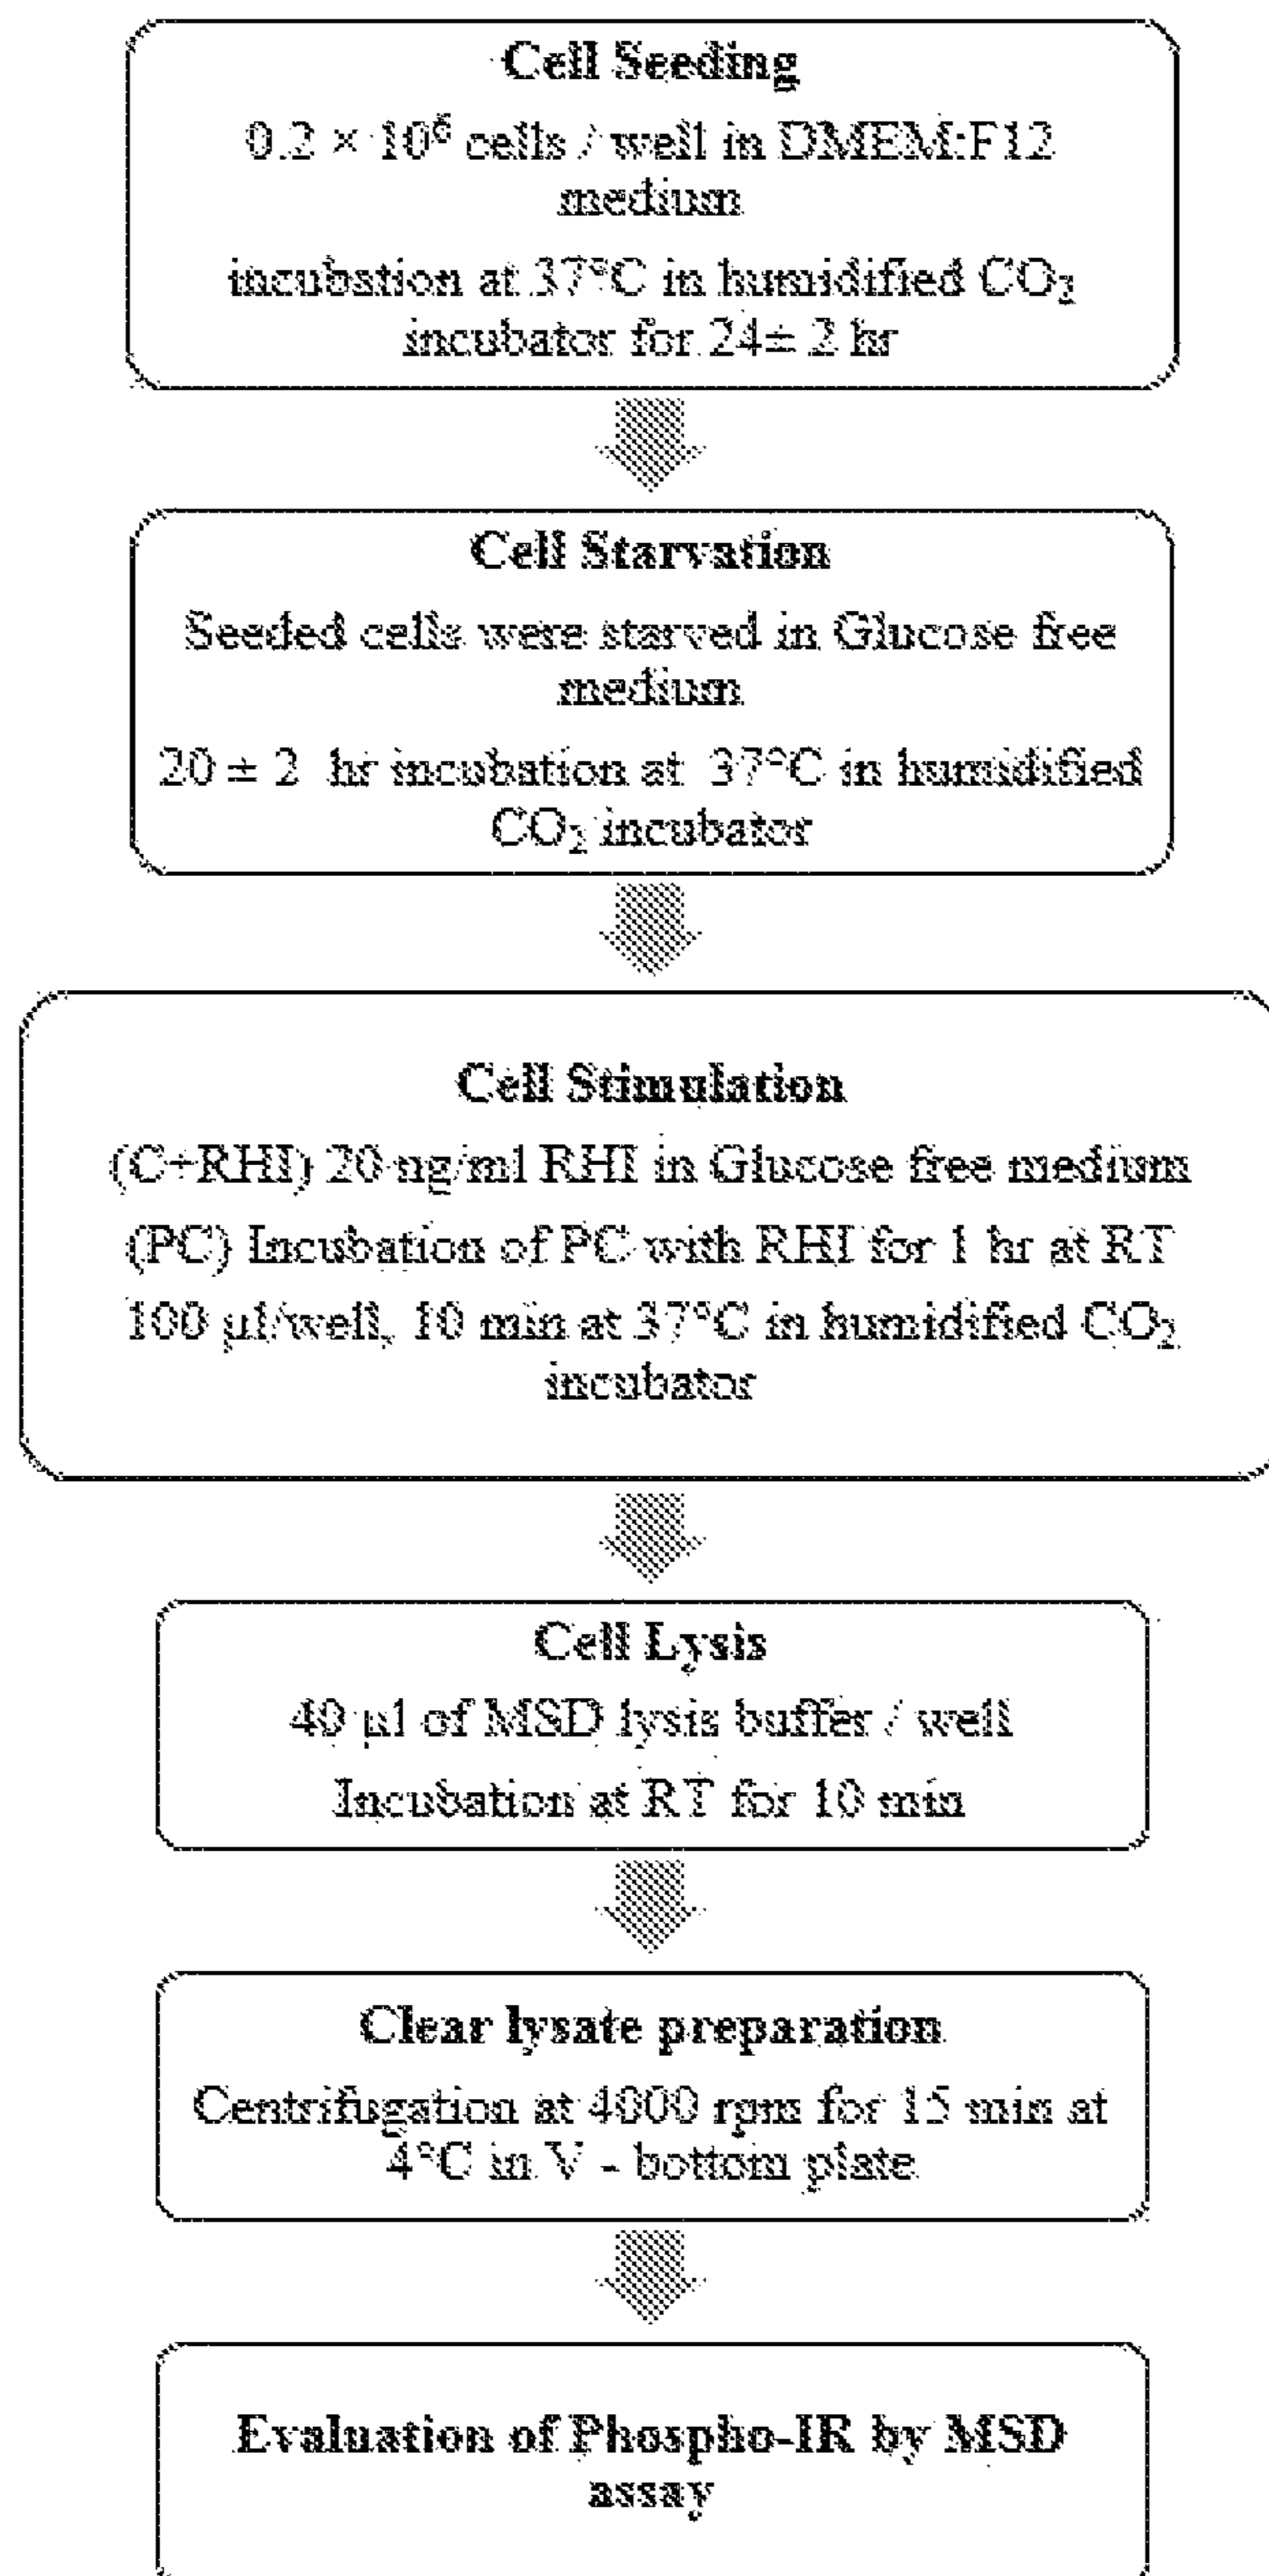 Cell Seeding
0.2 × 10⁶ cells / well in DMEM:F12
medium
incubation at 37°C in humidified CO₂
incubator for 24± 2 hr
Cell Starvation
Seeded cells were starved in Glucose free
medium
20 ± 2 hr incubation at 37°C in humidified
CO₂ incubator
Cell Stimulation
(C+RHI) 20 ng/ml RHI in Glucose free medium
(PC) Incubation of PC with RHI for 1 hr at RT
100 µl/well, 10 min at 37°C in humidified CO₂
incubator
Cell Lysis
40 µl of MSD lysis buffer / well
Incubation at RT for 10 min
Clear lysate preparation
Centrifugation at 4000 rpm for 15 min at
4°C in V - bottom plate
Evaluation of Phospho-IR by MSD
assay